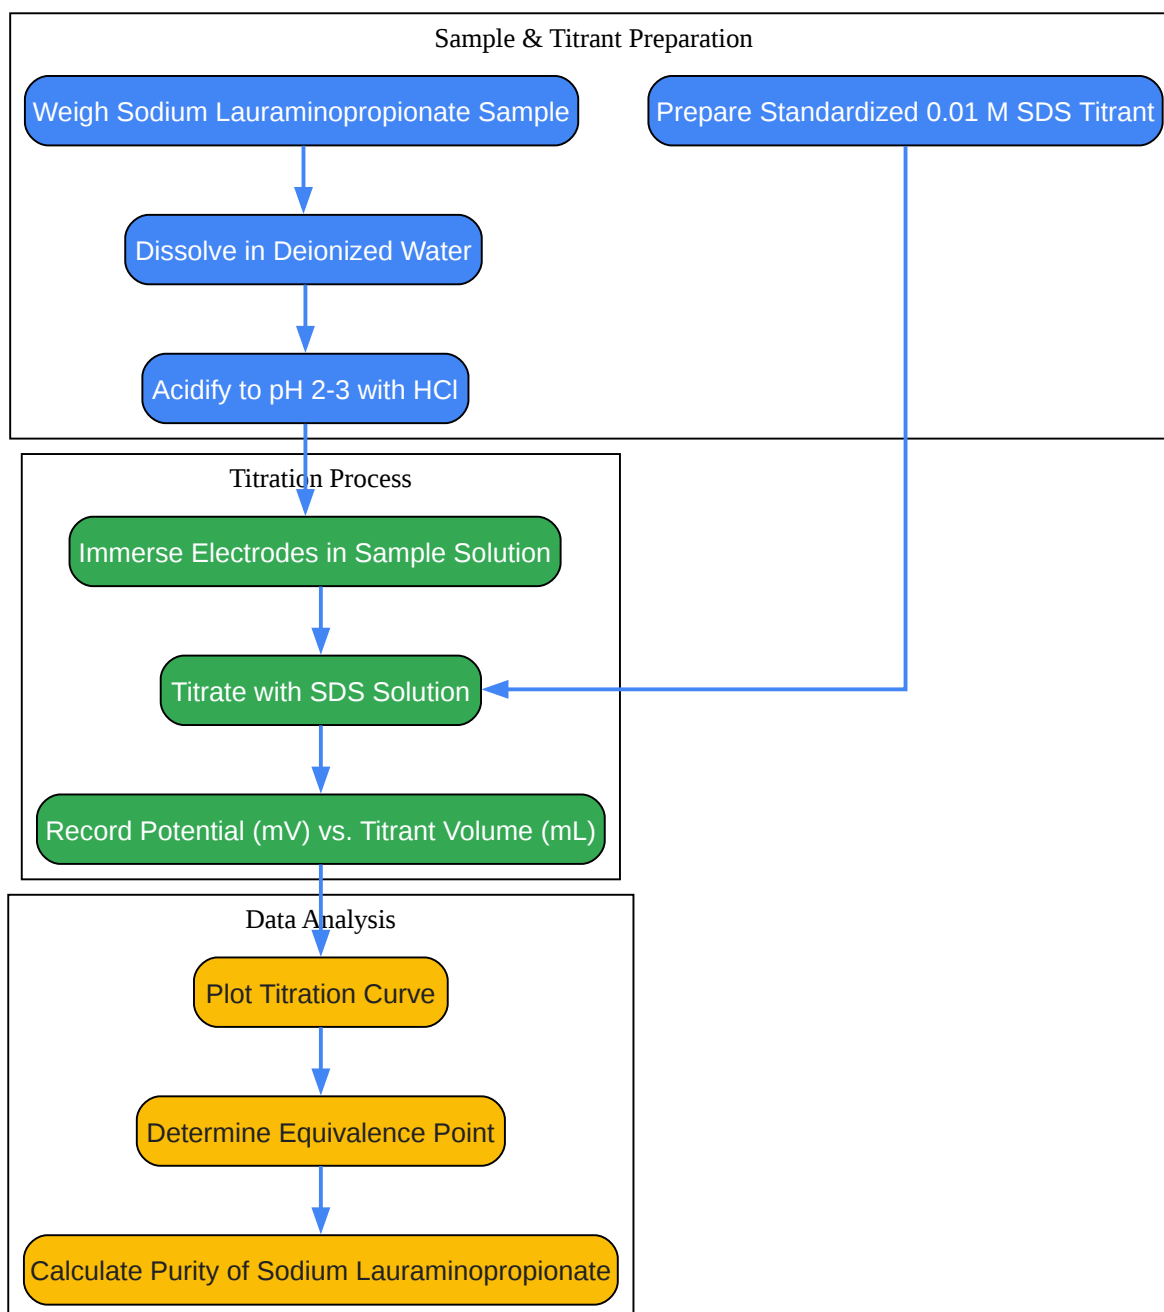 Sample & Titrant Preparation
Weigh Sodium Lauraminopropionate Sample
Prepare Standardized 0.01 M SDS Titrant
Dissolve in Deionized Water
Acidify to pH 2-3 with HCl
Titration Process
Immerse Electrodes in Sample Solution
Titrate with SDS Solution
Record Potential (mV) vs. Titrant Volume (mL)
Data Analysis
Plot Titration Curve
Determine Equivalence Point
Calculate Purity of Sodium Lauraminopropionate